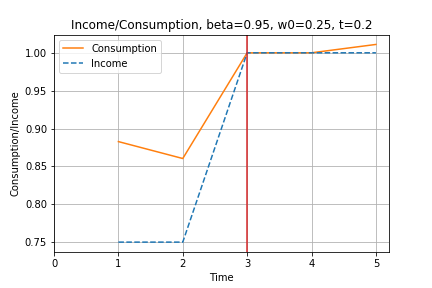 Income/Consumption, beta=0.95, w0=0.25, t=0.2
Consumption
Income
Consumption/Income
1.00
0.95
0.90
0.85
0.80
0.75
0 1 2 3 4 5
Time